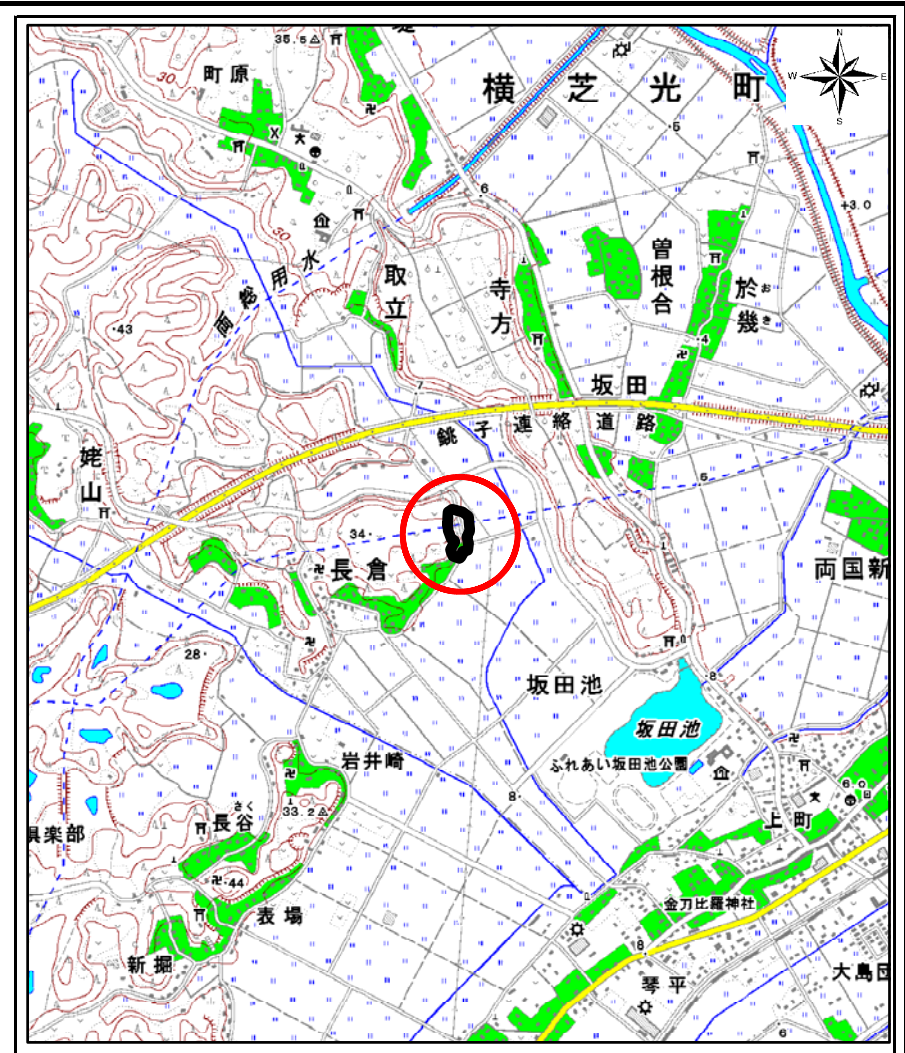 N
W
E
S
35.5
町原
30
横芝光町
5
+3.0
6
30
取立
寺方
曽根合
於幾
おき
両総用水
43
4
7
坂田
銚子連絡道路
姥山
5
34
長倉
両国新
28
坂田池
8
坂田池
ふれあい坂田池公園
岩井崎
33.2
8
6.0
さく
長谷
倶楽部
上町
44
表場
金刀比羅神社
新堀
8
琴平
大島団
6